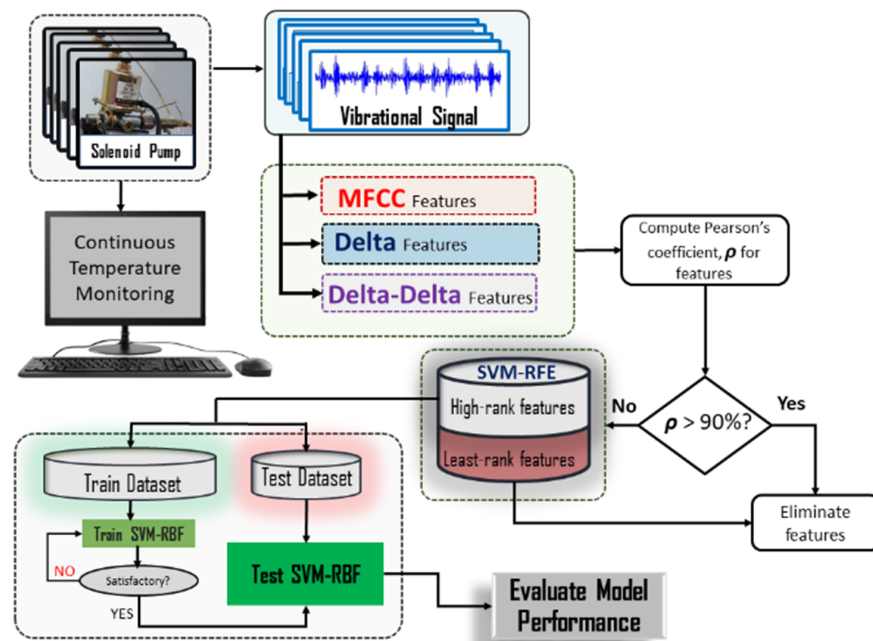 Solenoid Pump
Vibrational Signal
Continuous
Temperature
Monitoring
MFCC Features
Delta Features
Delta-Delta Features
Compute Pearson's
coefficient, ρ for
features
ρ > 90%?
No
Yes
Eliminate
features
SVM-RFE
High-rank features
Least-rank features
Train Dataset
Test Dataset
Train SVM-RBF
Satisfactory?
NO
YES
Test SVM-RBF
Evaluate Model
Performance